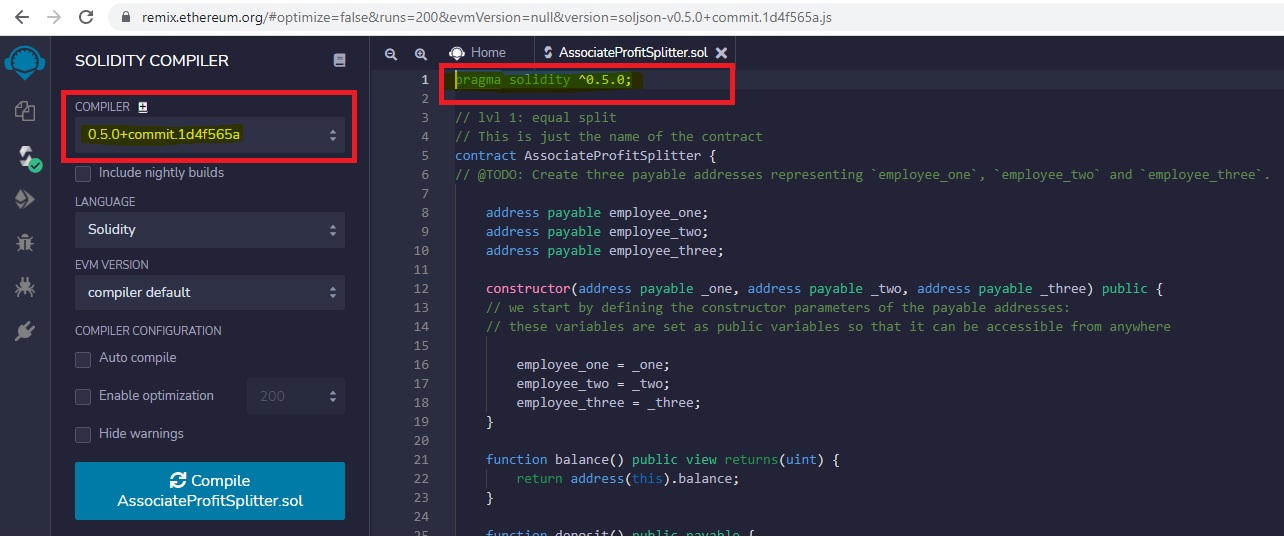 remix.ethereum.org/#optimize=false&runs=200&evmVersion=null&version=soljson-v0.5.0+commit.1d4f565a.js
SOLIDITY COMPILER
COMPILER
0.5.0+commit.1d4f565a
Include nightly builds
LANGUAGE
Solidity
EVM VERSION
compiler default
COMPILER CONFIGURATION
Auto compile
Enable optimization
200
Hide warnings
Compile
AssociateProfitSplitter.sol
Home
AssociateProfitSplitter.sol
1 pragma solidity ^0.5.0;
2
3 // lvl 1: equal split
4 // This is just the name of the contract
5 contract AssociateProfitSplitter {
6 // @TODO: Create three payable addresses representing `employee_one`, `employee_two` and `employee_three`.
7
8 address payable employee_one;
9 address payable employee_two;
10 address payable employee_three;
11
12 constructor(address payable _one, address payable _two, address payable _three) public {
13 // we start by defining the constructor parameters of the payable addresses:
14 // these variables are set as public variables so that it can be accessible from anywhere
15
16 employee_one = _one;
17 employee_two = _two;
18 employee_three = _three;
19 }
20
21 function balance() public view returns(uint) {
22 return address(this).balance;
23 }
24
25 function deposit() public payable {